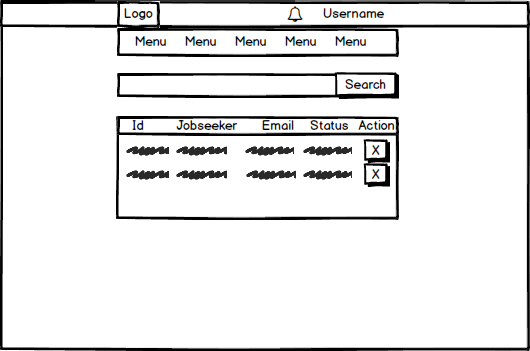 Logo Username
Menu Menu Menu Menu Menu
Search
Id Jobseeker Email Status Action
X
X